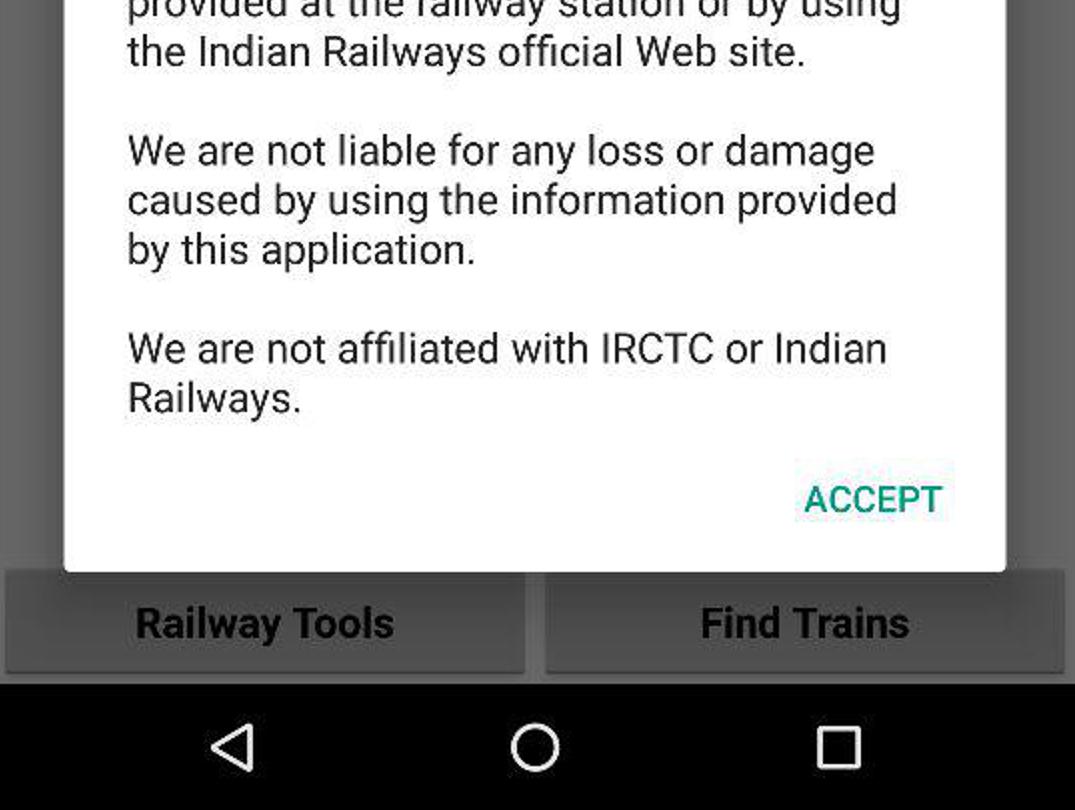 provided at the railway station or by using
the Indian Railways official Web site.
We are not liable for any loss or damage
caused by using the information provided
by this application.
We are not affiliated with IRCTC or Indian
Railways.
ACCEPT
Railway Tools
Find Trains